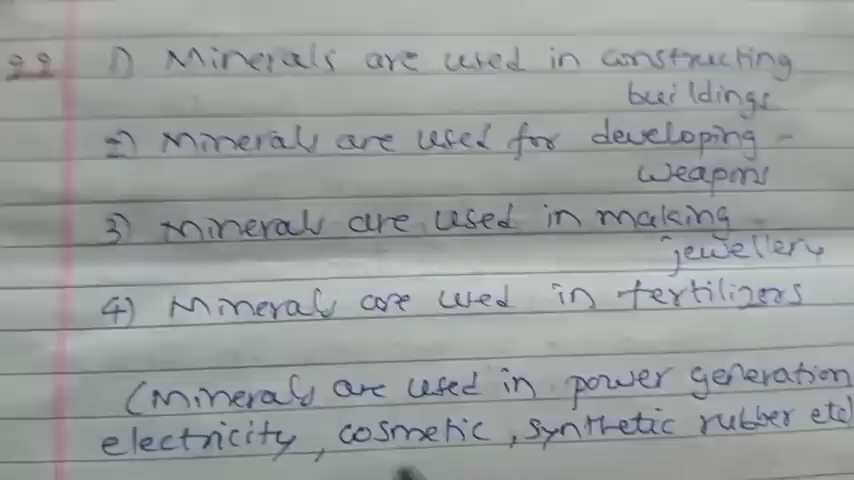 22 1) Minerals are used in constructing
buildings
2) Minerals are used for developing -
weapons
3) Minerals are used in making -
jewellery
4) Minerals are used in fertilizers
(Minerals are used in power generation
electricity, cosmetic, synthetic rubber etc)